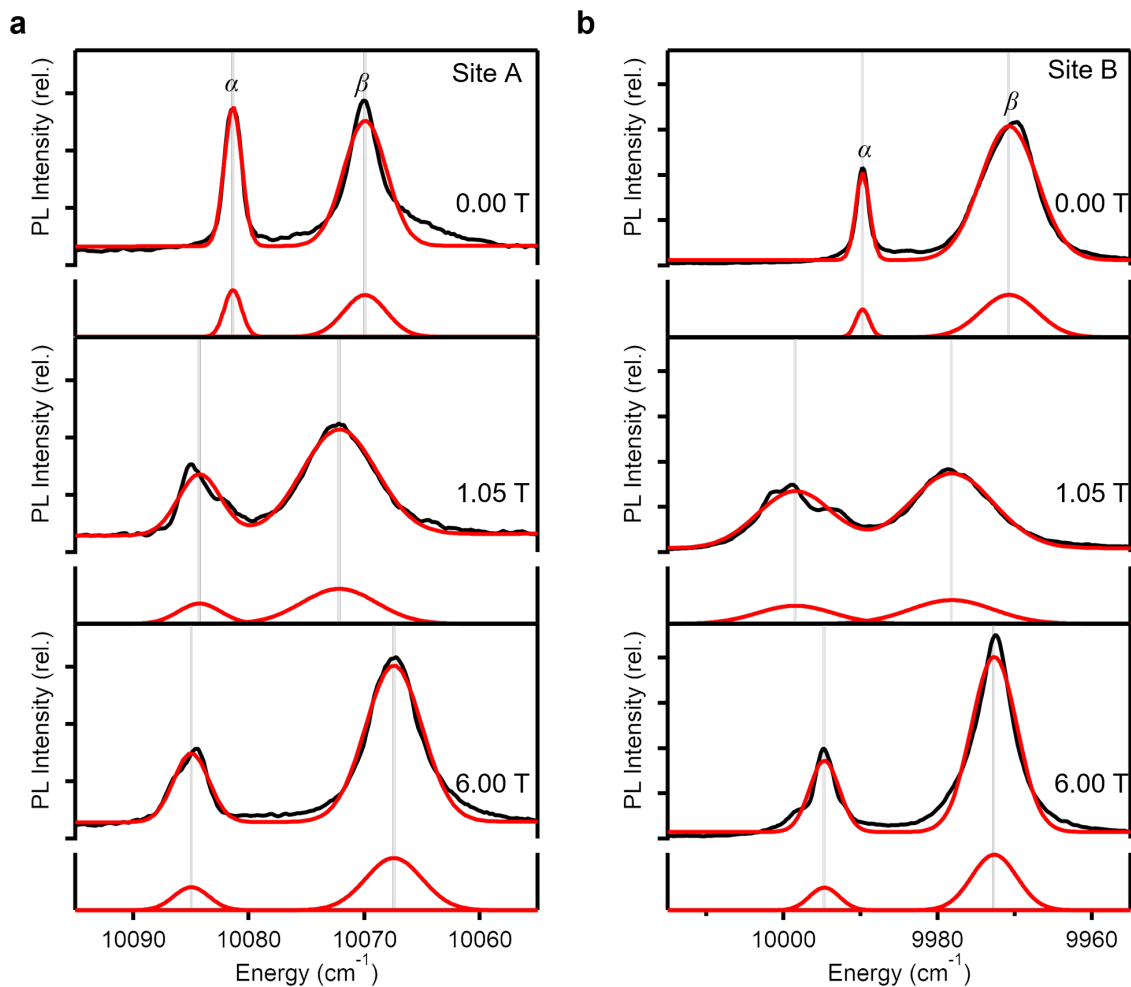 a
Site A
α
β
PL Intensity (rel.)
0.00 T
PL Intensity (rel.)
1.05 T
PL Intensity (rel.)
6.00 T
10090
10080
10070
10060
Energy (cm⁻¹)
b
Site B
α
β
PL Intensity (rel.)
0.00 T
PL Intensity (rel.)
1.05 T
PL Intensity (rel.)
6.00 T
10000
9980
9960
Energy (cm⁻¹)